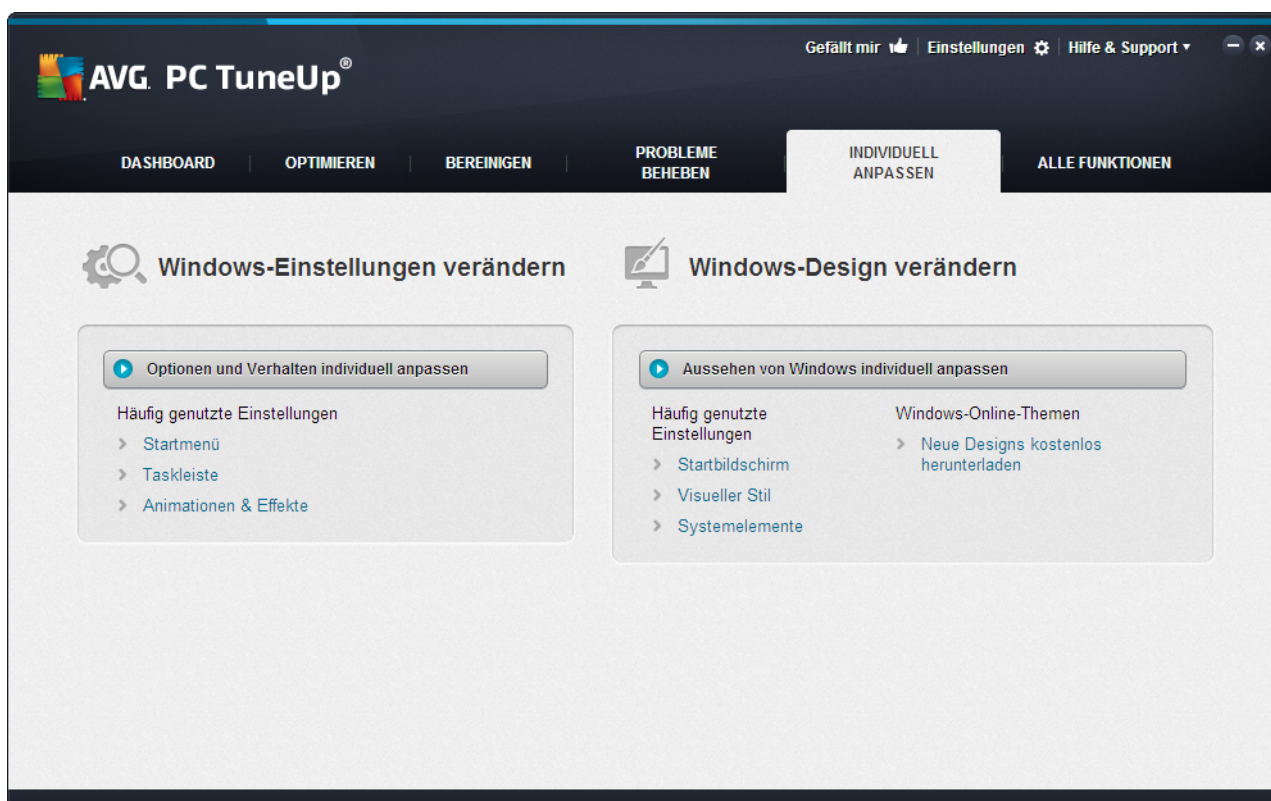 Gefällt mir Einstellungen Hilfe & Support
AVG. PC TuneUp®
DASHBOARD OPTIMIEREN BEREINIGEN PROBLEME BEHEBEN INDIVIDUELL ANPASSEN ALLE FUNKTIONEN
Windows-Einstellungen verändern
Optionen und Verhalten individuell anpassen
Häufig genutzte Einstellungen
Startmenü
Taskleiste
Animationen & Effekte
Windows-Design verändern
Aussehen von Windows individuell anpassen
Häufig genutzte
Einstellungen
Startbildschirm
Visueller Stil
Systemelemente
Windows-Online-Themen
Neue Designs kostenlos
herunterladen